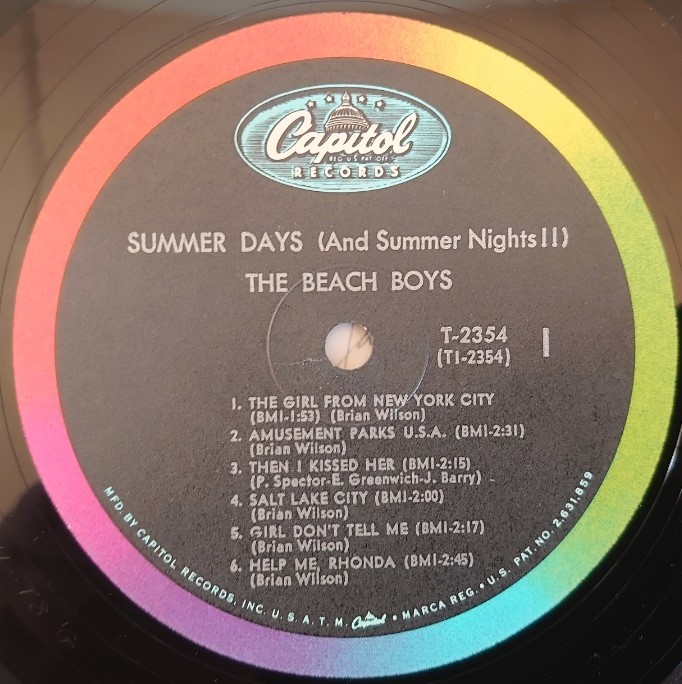 Capitol
REG. U.S. PAT. OFF.
RECORDS
SUMMER DAYS (And Summer Nights!!)
THE BEACH BOYS
T-2354 1
(T1-2354)
1. THE GIRL FROM NEW YORK CITY
(BMI-1:53) (Brian Wilson)
2. AMUSEMENT PARKS U.S.A. (BMI-2:31)
(Brian Wilson)
3. THEN I KISSED HER (BMI-2:15)
(P. Spector-E. Greenwich-J. Barry)
4. SALT LAKE CITY (BMI-2:00)
(Brian Wilson)
5. GIRL DON'T TELL ME (BMI-2:17)
(Brian Wilson)
6. HELP ME, RHONDA (BMI-2:45)
(Brian Wilson)
MFD. BY CAPITOL RECORDS, INC. U.S.A. T.M. Capitol • MARCA REG. • U.S. PAT. NO. 2,631,859